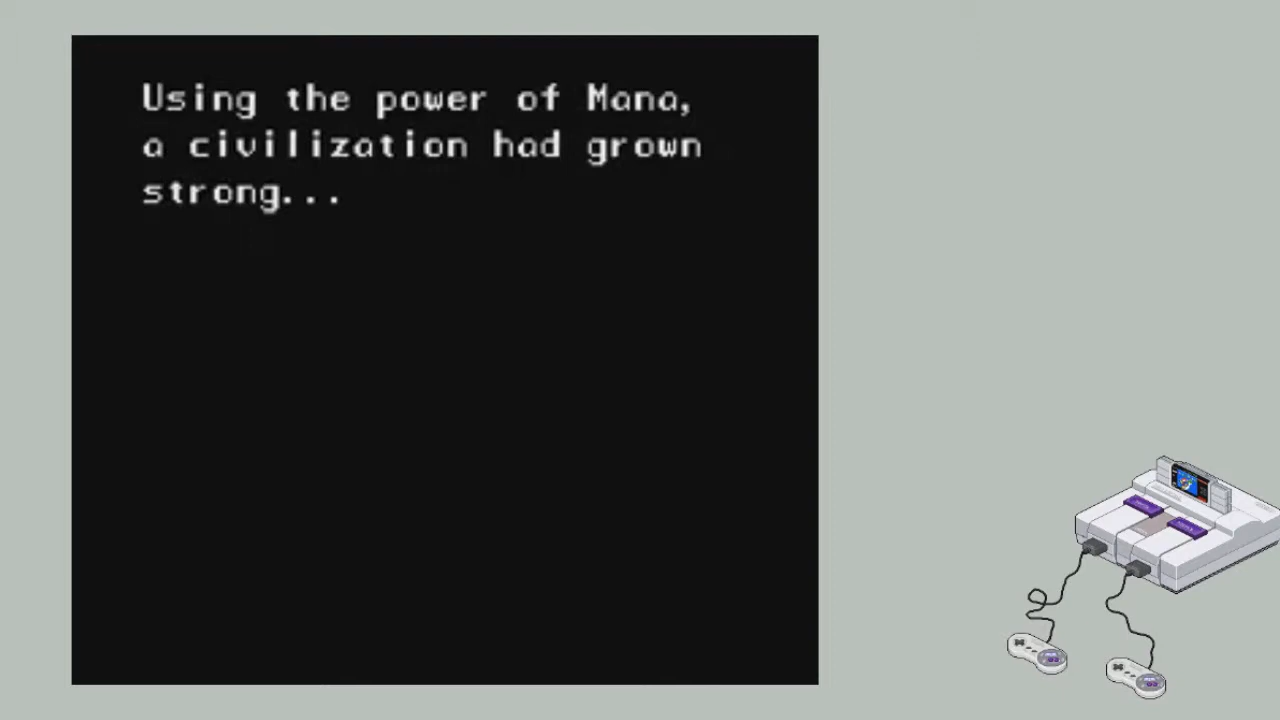 Using the power of Mana,
a civilization had grown
strong...